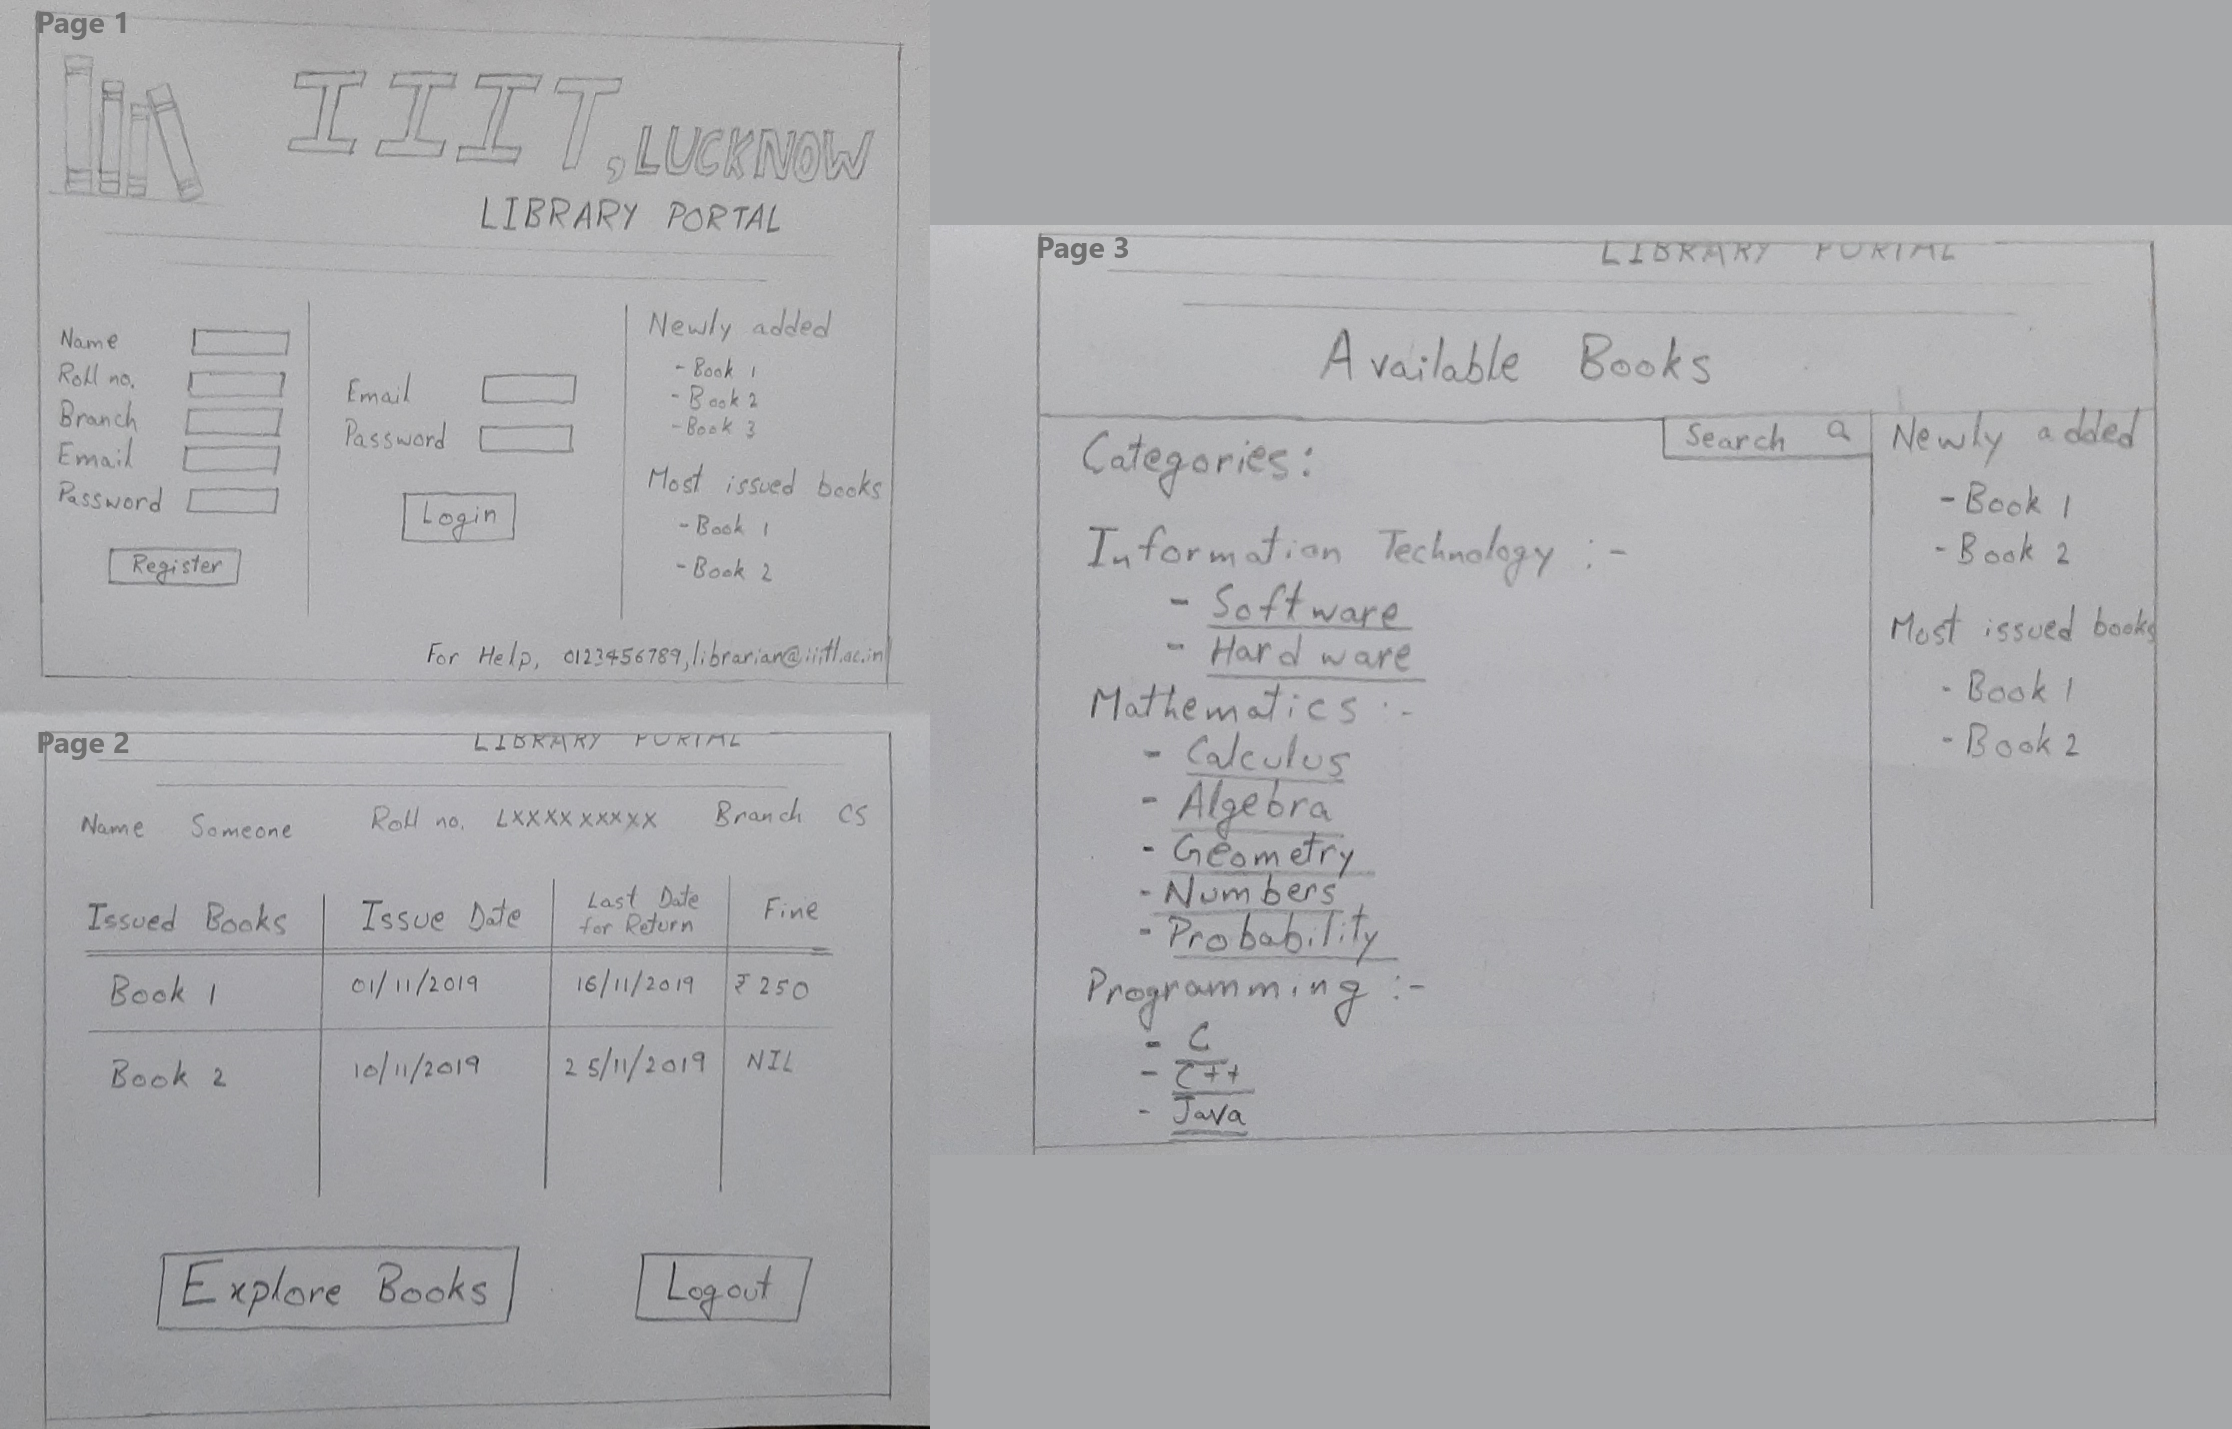 Page 1
IIIT, LUCKNOW
LIBRARY PORTAL
Name
Roll no.
Branch
Email
Password
Register
Email
Password
Login
Newly added
- Book 1
- Book 2
- Book 3
Most issued books
- Book 1
- Book 2
For Help, 0123456789, librarian@iiitl.ac.in
Page 2
LIBRARY PORTAL
Name Someone Roll no. LXXXXXXXXX Branch CS
Issued Books Issue Date Last Date for Return Fine
Book 1 01/11/2019 16/11/2019 ₹250
Book 2 10/11/2019 25/11/2019 NIL
Explore Books Logout
Page 3
LIBRARY PORTAL
Available Books
Search
Categories:
Information Technology :-
- Software
- Hardware
Mathematics :-
- Calculus
- Algebra
- Geometry
- Numbers
- Probability
Programming :-
- C
- C++
- Java
Newly added
- Book 1
- Book 2
Most issued books
- Book 1
- Book 2